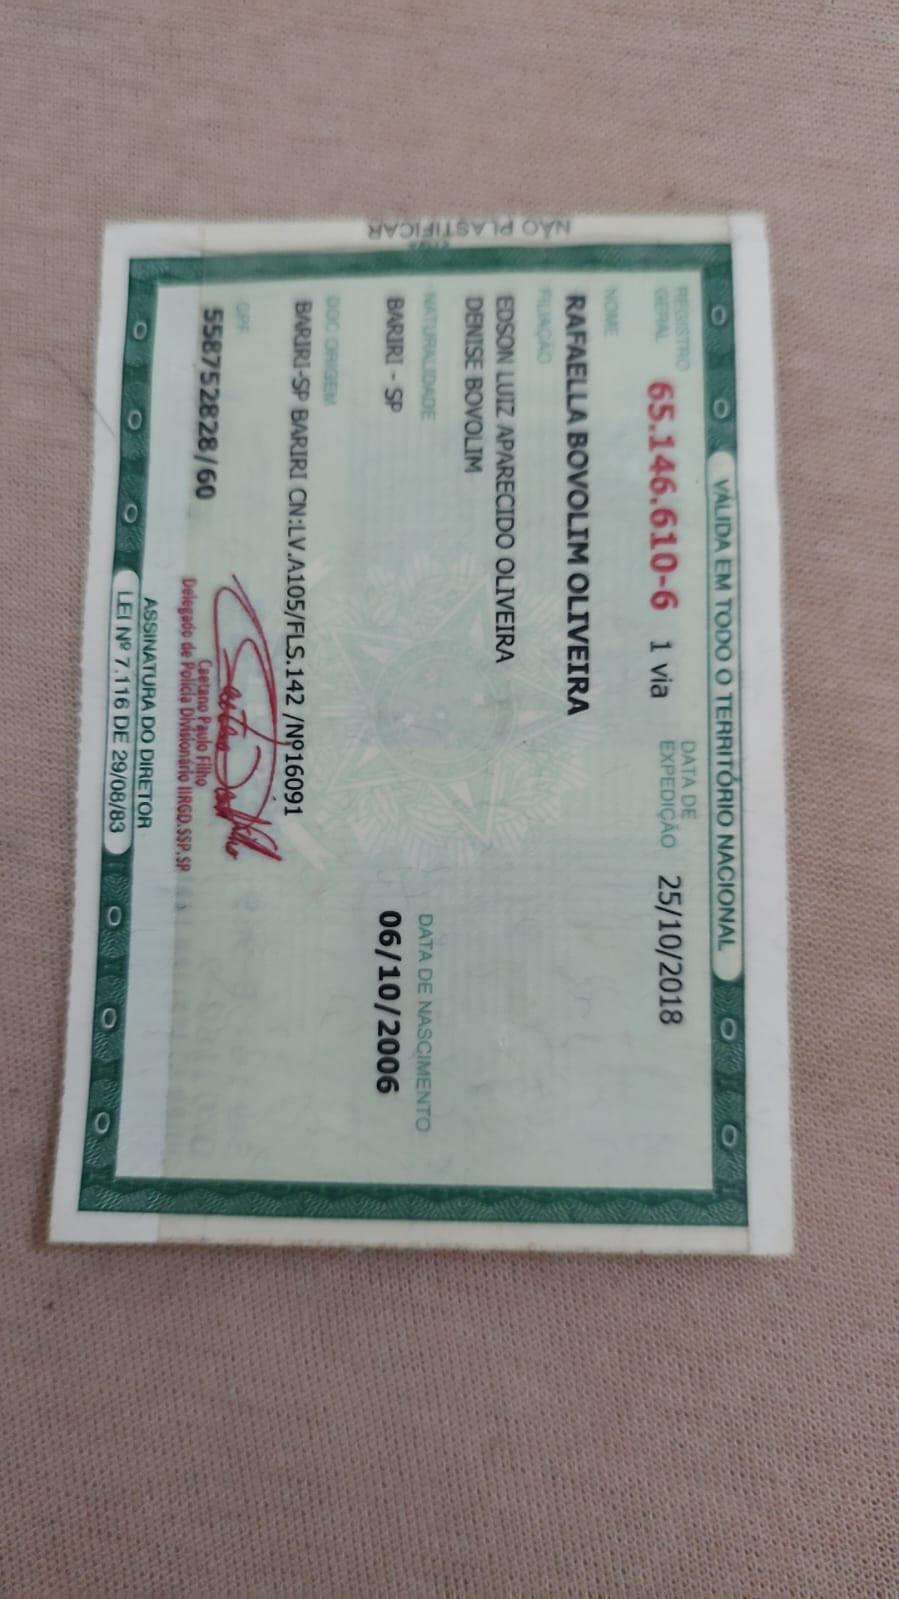 NÃO PLASTIFICAR
VÁLIDA EM TODO O TERRITÓRIO NACIONAL
REGISTRO GERAL 65.146.610-6 1 via DATA DE EXPEDIÇÃO 25/10/2018
NOME
RAFAELLA BOVOLIM OLIVEIRA
FILIAÇÃO
EDSON LUIZ APARECIDO OLIVEIRA
DENISE BOVOLIM
NATURALIDADE DATA DE NASCIMENTO
BARIRI - SP 06/10/2006
DOC ORIGEM
BARIRI-SP BARIRI CN:LV.A105/FLS.142 /Nº16091
CPF
558752828/60
Caetano Paulo Filho
Delegado de Polícia Divisionário IIRGD.SSP.SP
ASSINATURA DO DIRETOR
LEI Nº 7.116 DE 29/08/83